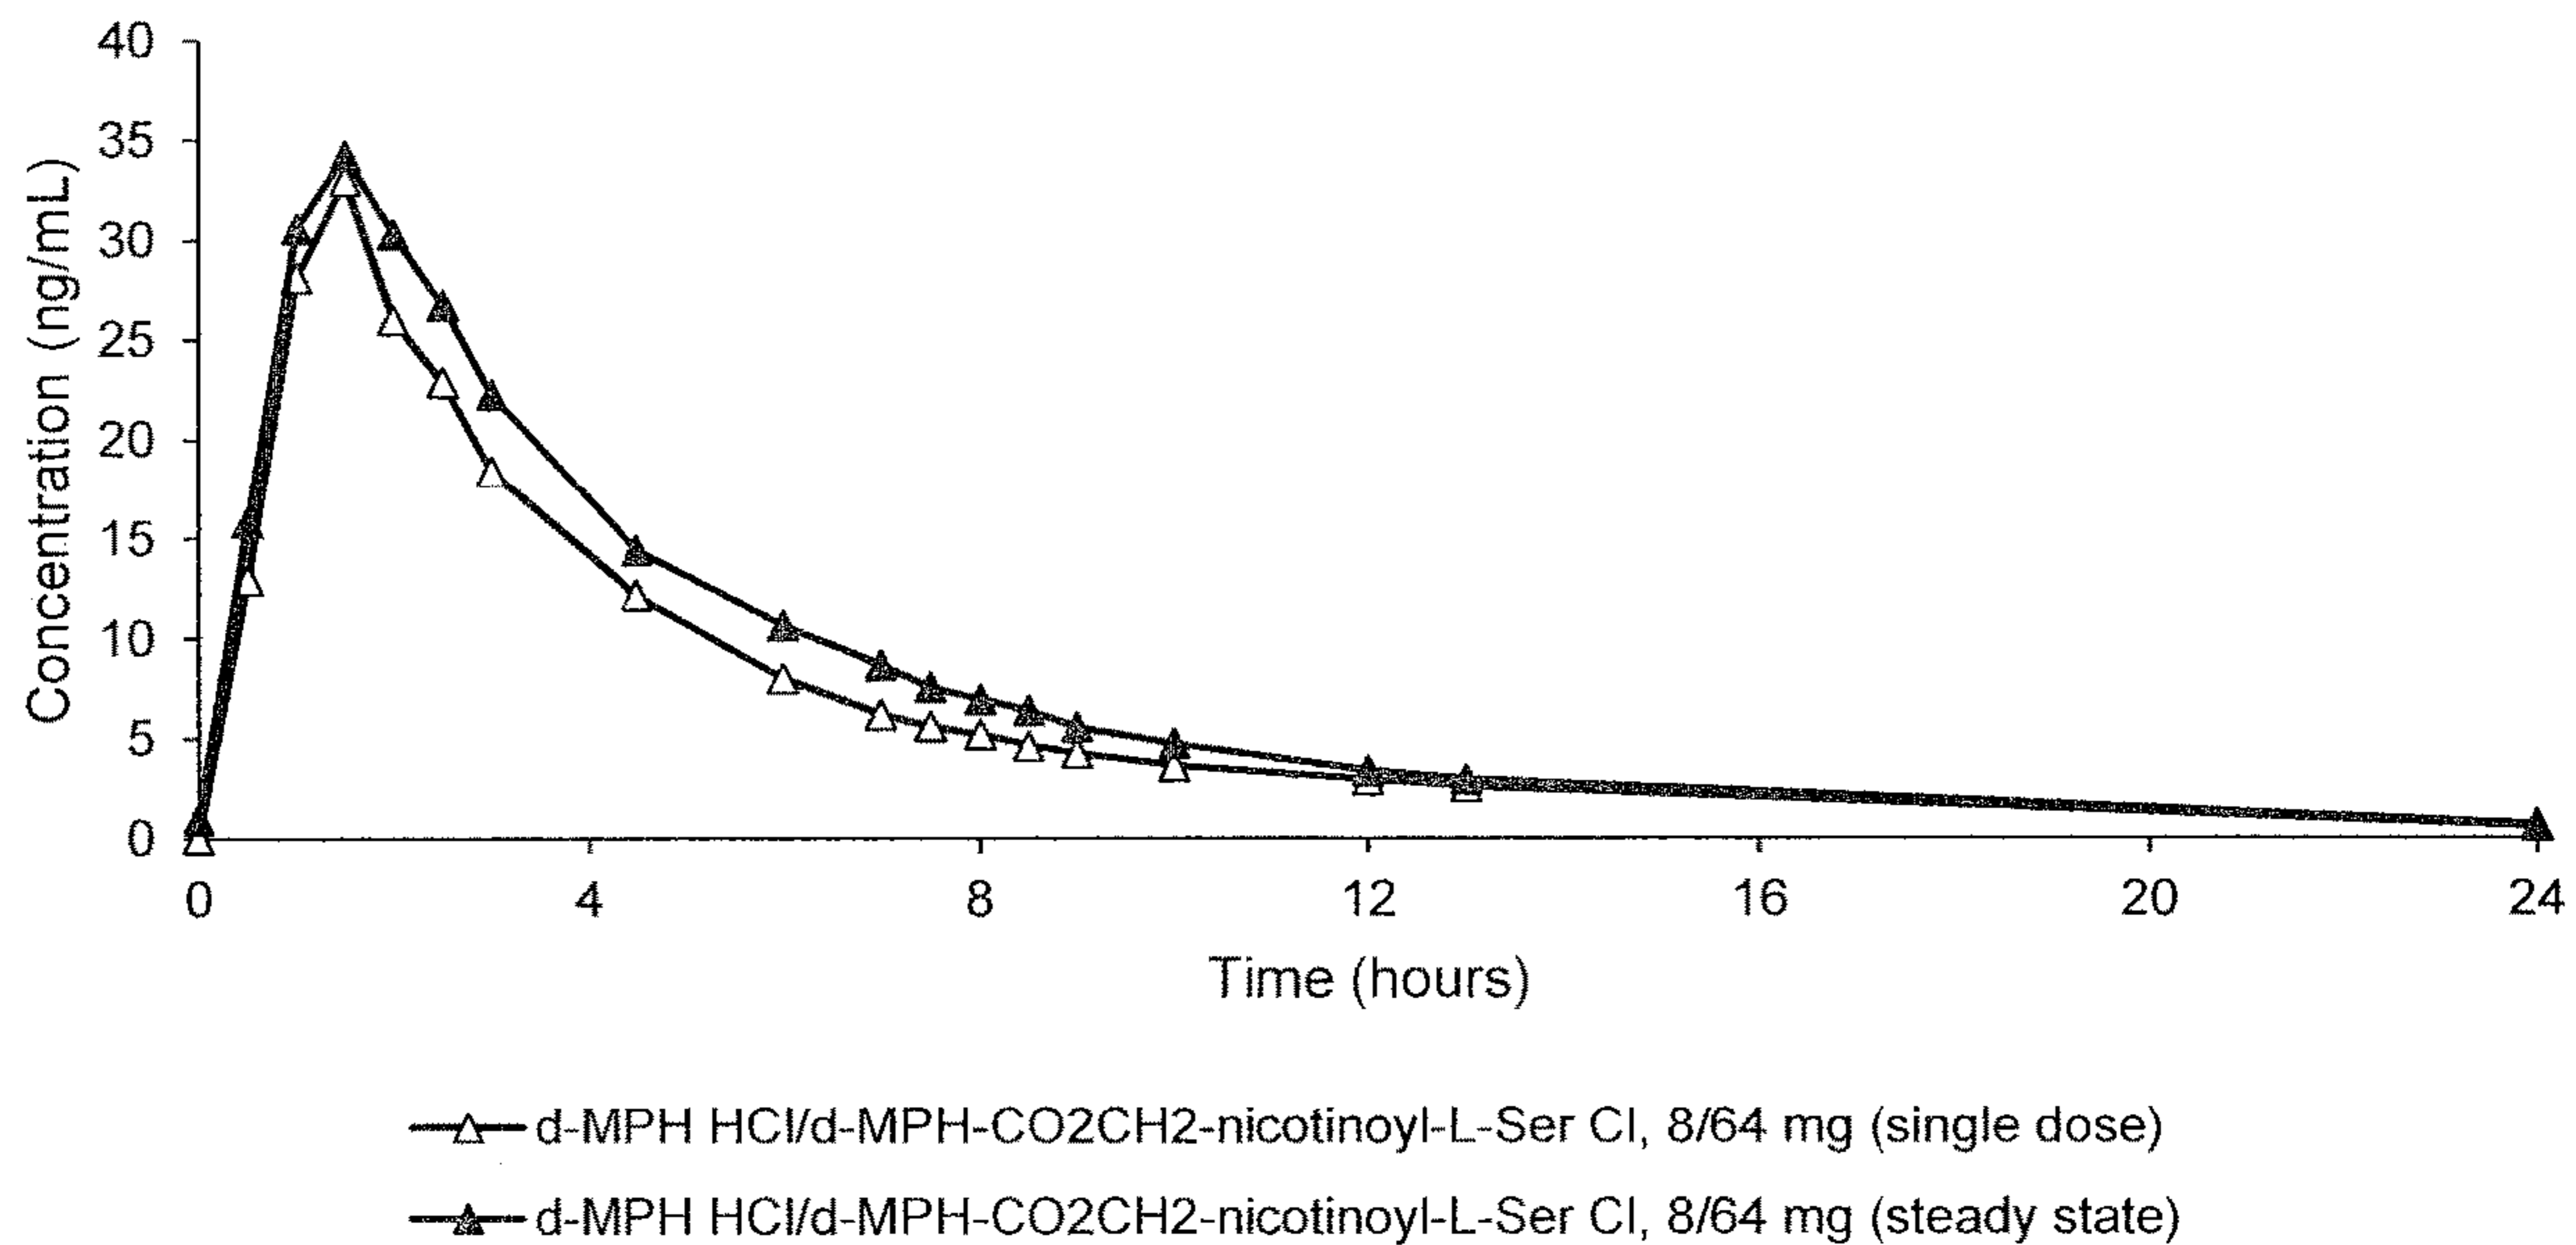 40
35
30
25
20
15
10
5
0
Concentration (ng/mL)
0 4 8 12 16 20 24
Time (hours)
d-MPH HCl/d-MPH-CO2CH2-nicotinoyl-L-Ser Cl, 8/64 mg (single dose)
d-MPH HCl/d-MPH-CO2CH2-nicotinoyl-L-Ser Cl, 8/64 mg (steady state)